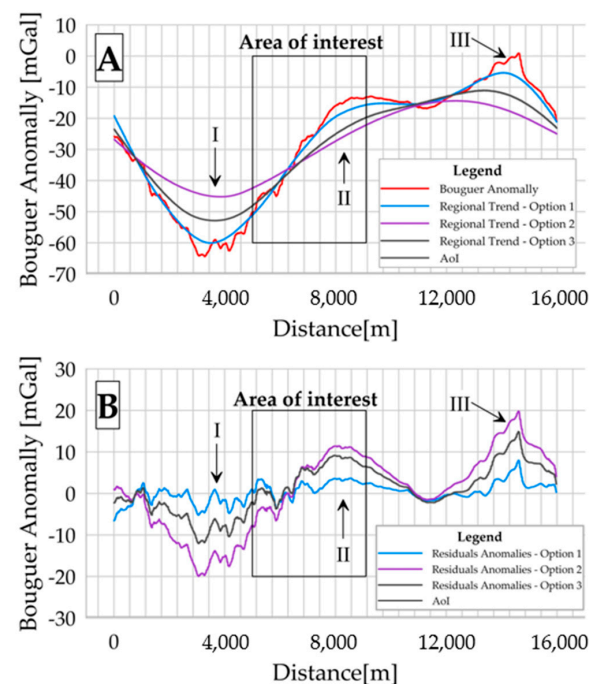 A
Area of interest
III
I
II
Bouguer Anomally [mGal]
10
0
-10
-20
-30
-40
-50
-60
-70
Legend
Bouguer Anomally
Regional Trend - Option 1
Regional Trend - Option 2
Regional Trend - Option 3
AoI
0
4,000
8,000
12,000
16,000
Distance[m]
B
Area of interest
III
I
II
Bouguer Anomally [mGal]
30
20
10
0
-10
-20
-30
Legend
Residuals Anomalies - Option 1
Residuals Anomalies - Option 2
Residuals Anomalies - Option 3
AoI
0
4,000
8,000
12,000
16,000
Distance[m]